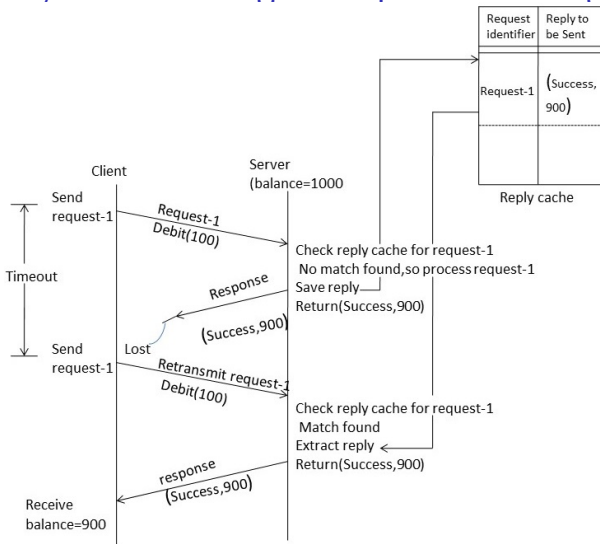 Request identifier
Reply to be Sent
Request-1
(Success, 900)
Reply cache
Client
Server
(balance=1000
Send
request-1
Request-1
Debit(100)
Check reply cache for request-1
No match found,so process request-1
Save reply
Return(Success,900)
Timeout
Response
(Success,900)
Lost
Send
request-1
Retransmit request-1
Debit(100)
Check reply cache for request-1
Match found
Extract reply
Return(Success,900)
response
(Success,900)
Receive
balance=900